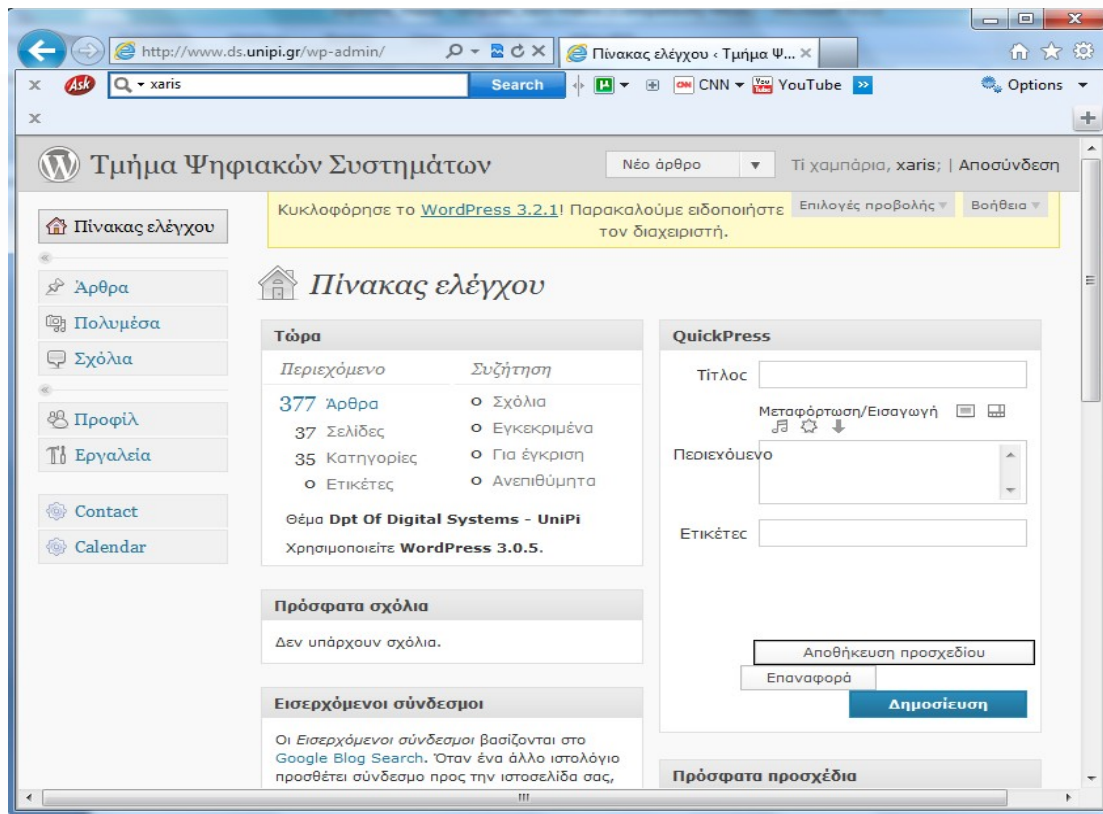 http://www.ds.unipi.gr/wp-admin/
Πίνακας ελέγχου ‹ Τμήμα Ψ...
Ask xaris Search CNN YouTube Options
Τμήμα Ψηφιακών Συστημάτων
Νέο άρθρο
Τί χαμπάρια, xaris; | Αποσύνδεση
Επιλογές προβολής
Βοήθεια
Κυκλοφόρησε το WordPress 3.2.1! Παρακαλούμε ειδοποιήστε
τον διαχειριστή.
Πίνακας ελέγχου
Άρθρα
Πολυμέσα
Σχόλια
Προφίλ
Εργαλεία
Contact
Calendar
Πίνακας ελέγχου
Τώρα
Περιεχόμενο Συζήτηση
377 Άρθρα 0 Σχόλια
37 Σελίδες 0 Εγκεκριμένα
35 Κατηγορίες 0 Για έγκριση
0 Ετικέτες 0 Ανεπιθύμητα
Θέμα Dpt Of Digital Systems - UniPi
Χρησιμοποιείτε WordPress 3.0.5.
Πρόσφατα σχόλια
Δεν υπάρχουν σχόλια.
Εισερχόμενοι σύνδεσμοι
Οι Εισερχόμενοι σύνδεσμοι βασίζονται στο
Google Blog Search. Όταν ένα άλλο ιστολόγιο
προσθέτει σύνδεσμο προς την ιστοσελίδα σας,
QuickPress
Τίτλος
Μεταφόρτωση/Εισαγωγή
Περιεχόμενο
Ετικέτες
Αποθήκευση προσχεδίου
Επαναφορά
Δημοσίευση
Πρόσφατα προσχέδια